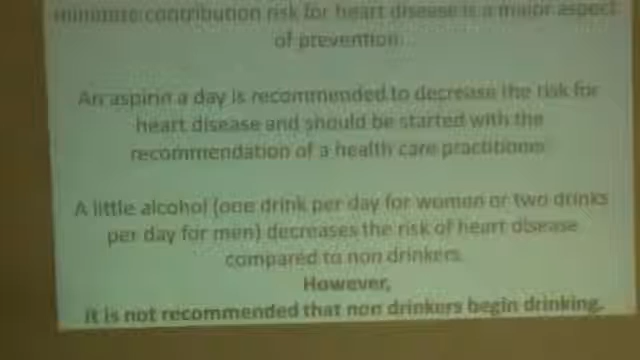 minimize contribution risk for heart disease is a major aspect
of prevention.
An aspirin a day is recommended to decrease the risk for
heart disease and should be started with the
recommendation of a health care practitioner
A little alcohol (one drink per day for women or two drinks
per day for men) decreases the risk of heart disease
compared to non drinkers.
However,
it is not recommended that non drinkers begin drinking.